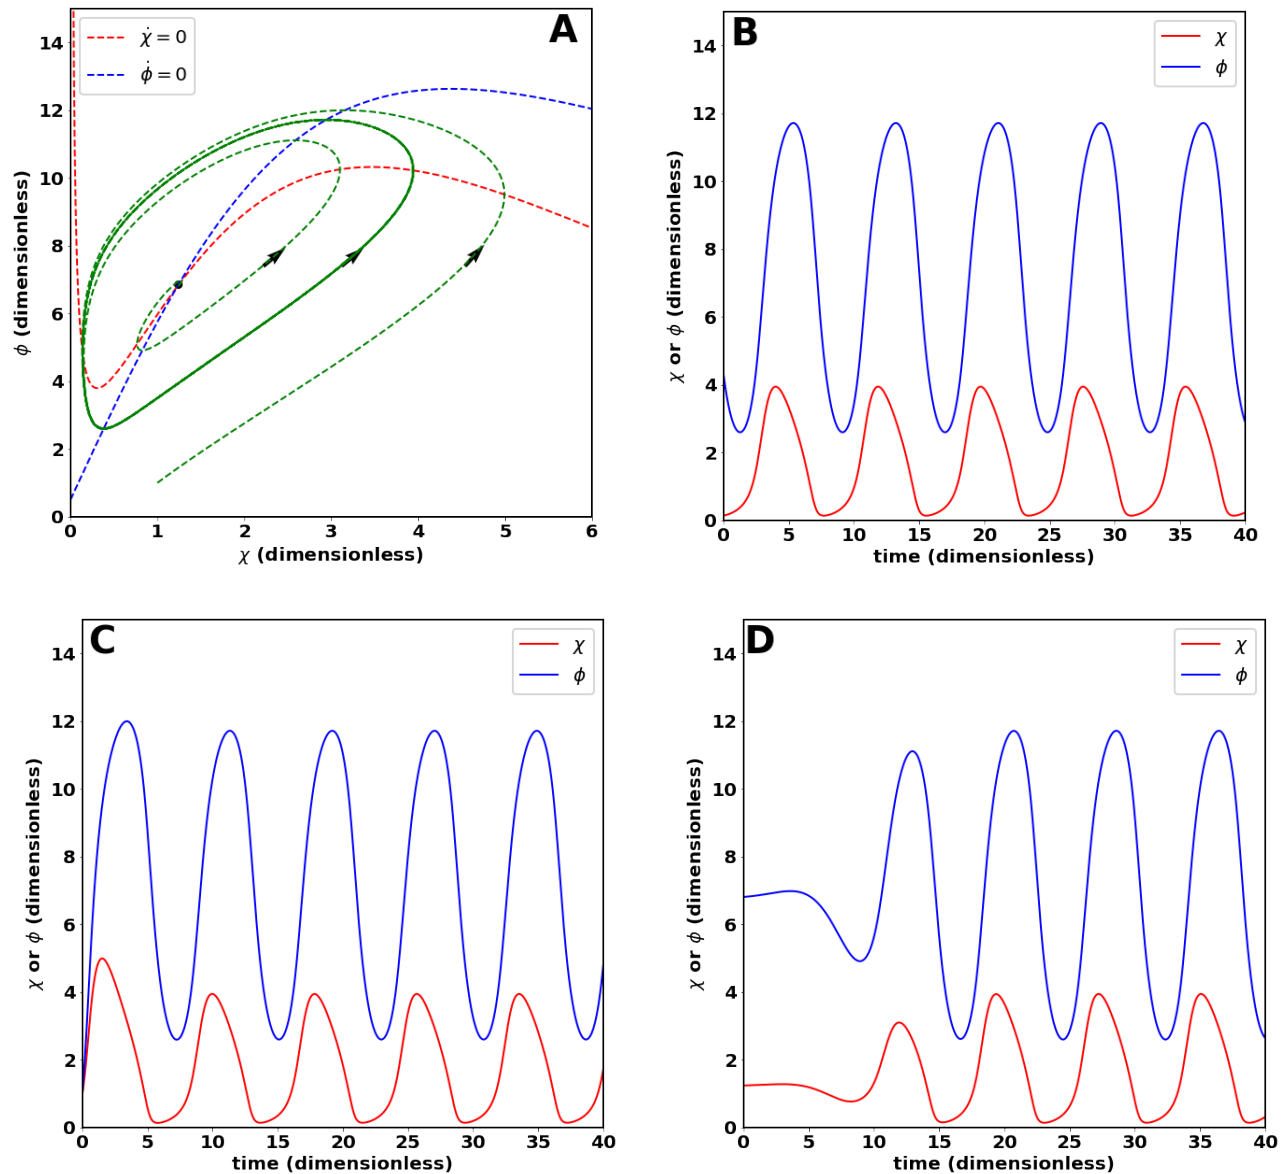 A
χ̇ = 0
ϕ̇ = 0
14
12
10
8
6
4
2
0
ϕ (dimensionless)
0 1 2 3 4 5 6
χ (dimensionless)
B
χ
ϕ
14
12
10
8
6
4
2
0
χ or ϕ (dimensionless)
0 5 10 15 20 25 30 35 40
time (dimensionless)
C
χ
ϕ
14
12
10
8
6
4
2
0
χ or ϕ (dimensionless)
0 5 10 15 20 25 30 35 40
time (dimensionless)
D
χ
ϕ
14
12
10
8
6
4
2
0
χ or ϕ (dimensionless)
0 5 10 15 20 25 30 35 40
time (dimensionless)